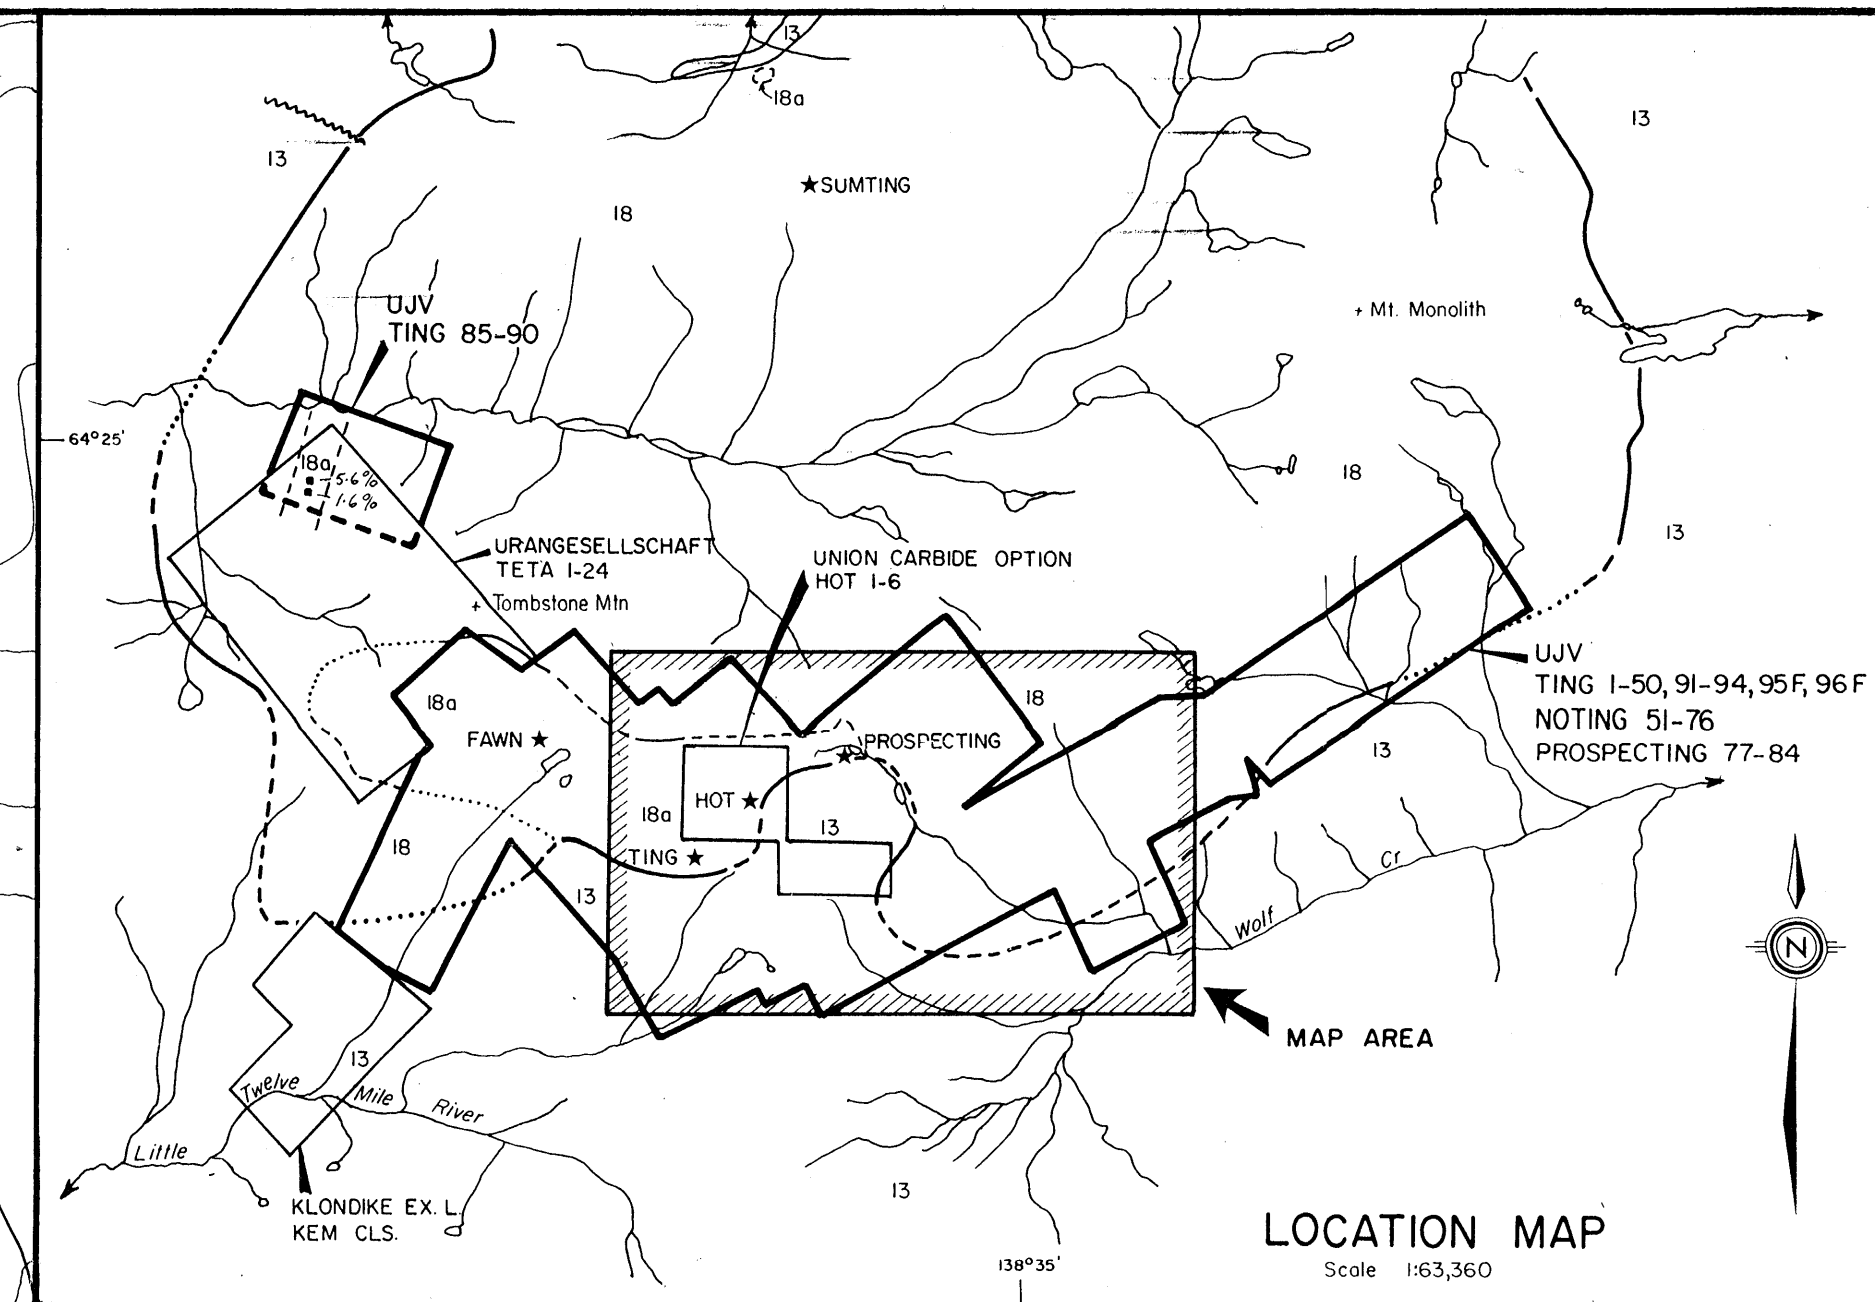 13
18a
13
13
★SUMTING
18
UJV
TING 85-90
+ Mt. Monolith
64°25'
18a
5.6%
1.6%
18
13
URANGESELLSCHAFT
TETA 1-24
+ Tombstone Mtn
UNION CARBIDE OPTION
HOT 1-6
UJV
TING 1-50, 91-94, 95F, 96F
NOTING 51-76
PROSPECTING 77-84
18a
18
FAWN ★
★ PROSPECTING
13
HOT ★
18a
13
TING ★
18
13
Wolf Cr
MAP AREA
N
13
Little Twelve Mile River
13
KLONDIKE EX. L.
KEM CLS.
138°35'
LOCATION MAP
Scale 1:63,360